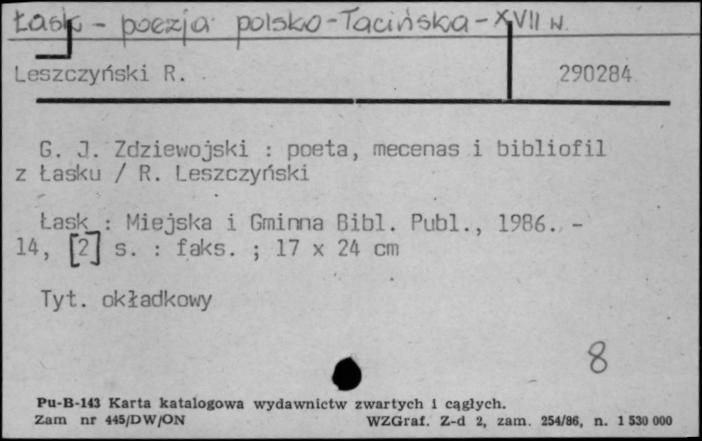 Łask - poezja polsko-łacińska - XVII w.
Leszczyński R. 290284
G. J. Zdziewojski : poeta, mecenas i bibliofil
z Łasku / R. Leszczyński
Łask : Miejska i Gminna Bibl. Publ., 1986. -
14, [2] s. : faks. ; 17 x 24 cm
Tyt. okładkowy
8
Pu-B-143 Karta katalogowa wydawnictw zwartych i cągłych.
Zam nr 445/DW/ON WZGraf. Z-d 2, zam. 254/86, n. 1 530 000